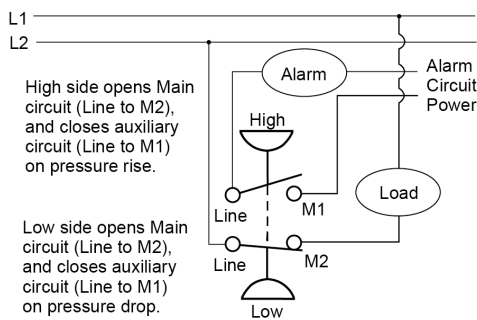 L1
L2
Alarm
Alarm
Circuit
Power
High side opens Main
circuit (Line to M2),
and closes auxiliary
circuit (Line to M1)
on pressure rise.
High
Line
M1
Load
Low side opens Main
circuit (Line to M2),
and closes auxiliary
circuit (Line to M1)
on pressure drop.
Line
M2
Low